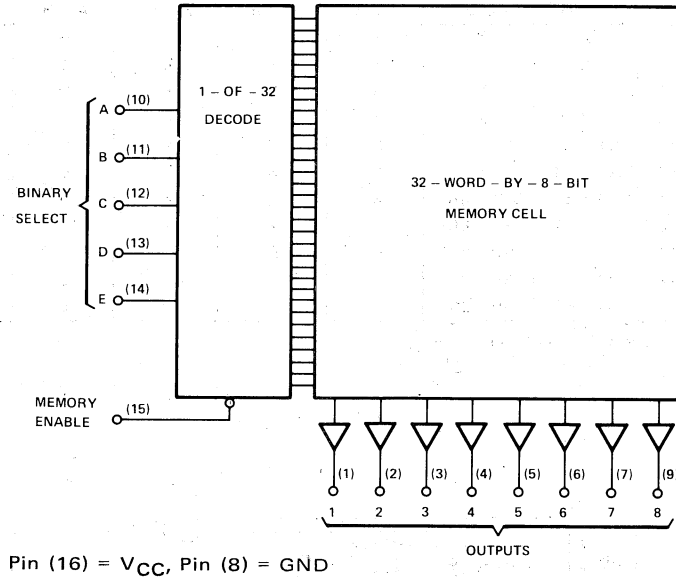 1 – OF – 32
DECODE
32 – WORD – BY – 8 – BIT
MEMORY CELL
BINARY
SELECT
A (10)
B (11)
C (12)
D (13)
E (14)
MEMORY
ENABLE
(15)
(1) (2) (3) (4) (5) (6) (7) (9)
1 2 3 4 5 6 7 8
OUTPUTS
Pin (16) = VCC, Pin (8) = GND